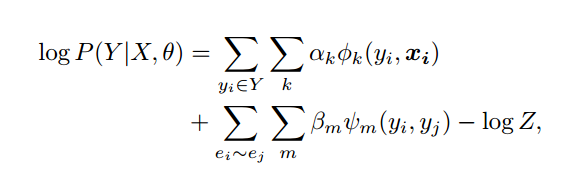 log P(Y|X, θ) = ∑_{y_i∈Y} ∑_k α_k ϕ_k(y_i, x_i)
+ ∑_{e_i∼e_j} ∑_m β_m ψ_m(y_i, y_j) − log Z,